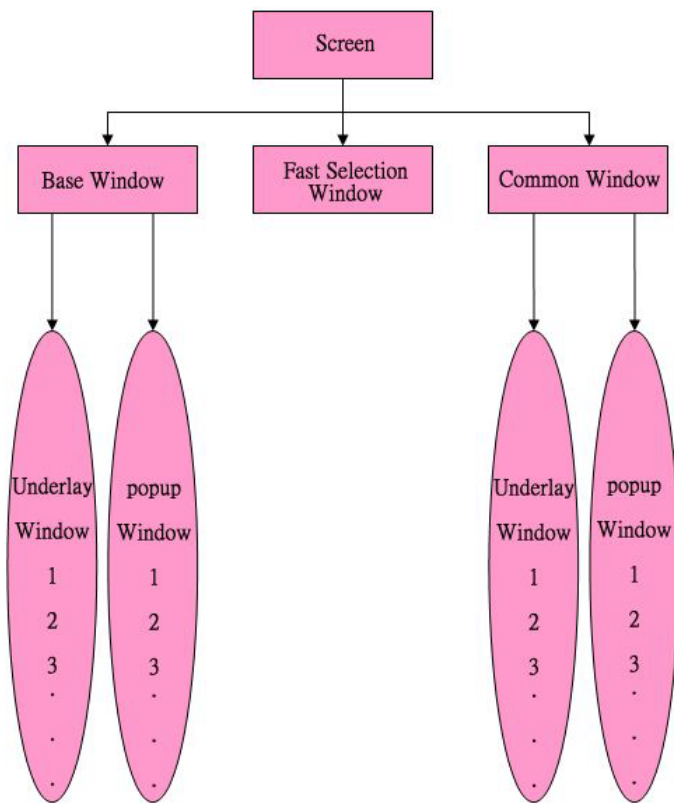 Screen
Base Window
Fast Selection
Window
Common Window
Underlay
Window
1
2
3
.
.
.
popup
Window
1
2
3
.
.
.
Underlay
Window
1
2
3
.
.
.
popup
Window
1
2
3
.
.
.